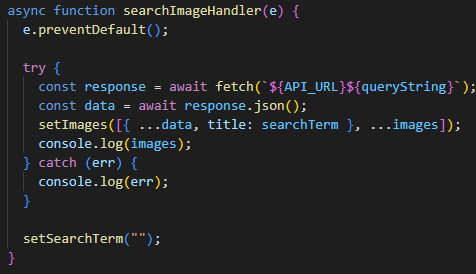 async function searchImageHandler(e) {
  e.preventDefault();

  try {
    const response = await fetch(`${API_URL}${queryString}`);
    const data = await response.json();
    setImages([{ ...data, title: searchTerm }, ...images]);
    console.log(images);
  } catch (err) {
    console.log(err);
  }

  setSearchTerm("");
}